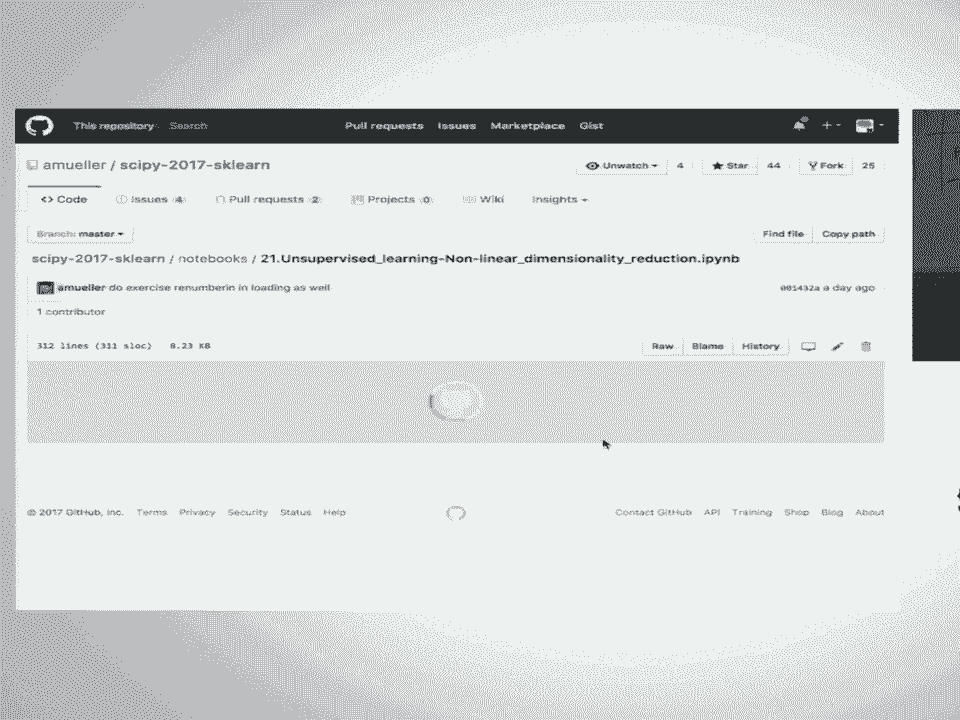 This repository Search Pull requests Issues Marketplace Gist
amueller / scipy-2017-sklearn Unwatch 4 Star 44 Fork 25
<> Code Issues 4 Pull requests 2 Projects 0 Wiki Insights
Branch: master Find file Copy path
scipy-2017-sklearn / notebooks / 21.Unsupervised_learning-Non-linear_dimensionality_reduction.ipynb
amueller do exercise renumberin in loading as well 001432a a day ago
1 contributor
312 lines (311 sloc) 8.23 KB Raw Blame History
© 2017 GitHub, Inc. Terms Privacy Security Status Help Contact GitHub API Training Shop Blog About